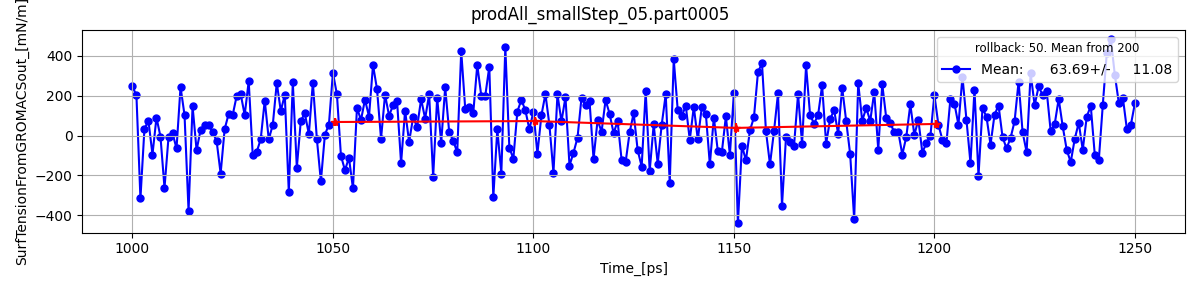 prodAll_smallStep_05.part0005
SurfTensionFromGROMACSout_[mN/m]
400
200
0
−200
−400
rollback: 50. Mean from 200
Mean: 63.69+/- 11.08
1000 1050 1100 1150 1200 1250
Time_[ps]